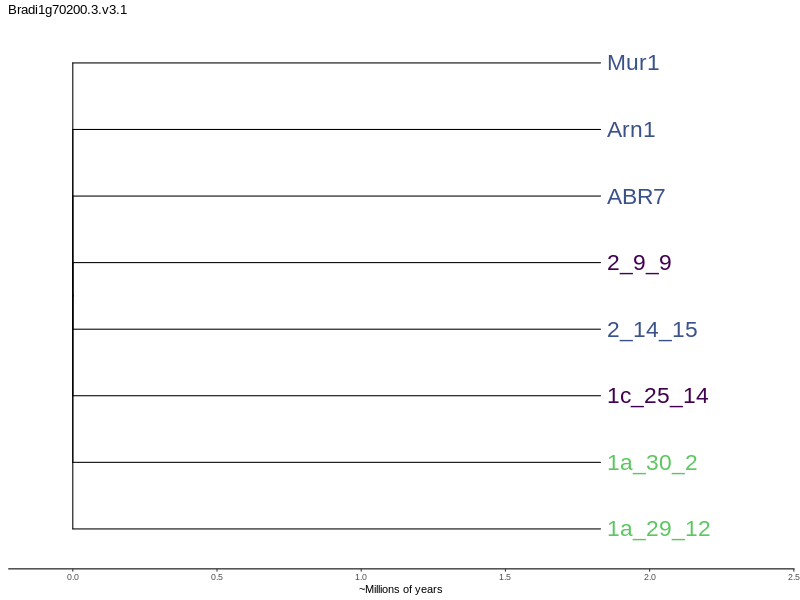 Bradi1g70200.3.v3.1
Mur1
Arn1
ABR7
2_9_9
2_14_15
1c_25_14
1a_30_2
1a_29_12
0.0 0.5 1.0 1.5 2.0 2.5
~Millions of years